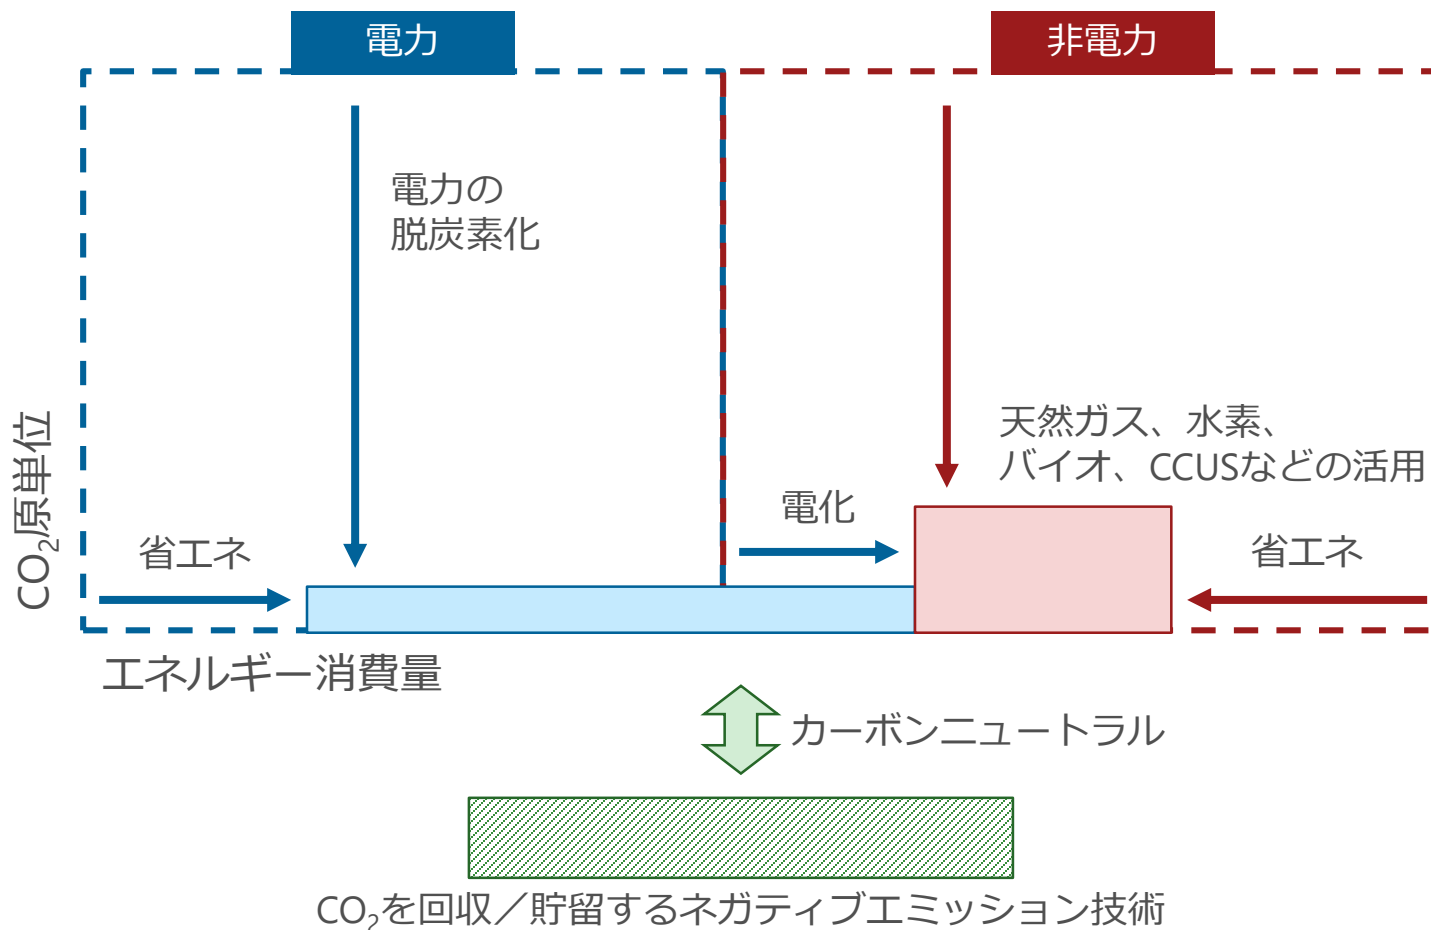 電力
非電力
電力の
脱炭素化
天然ガス、水素、
バイオ、CCUSなどの活用
電化
省エネ
省エネ
CO₂原単位
エネルギー消費量
カーボンニュートラル
CO₂を回収／貯留するネガティブエミッション技術